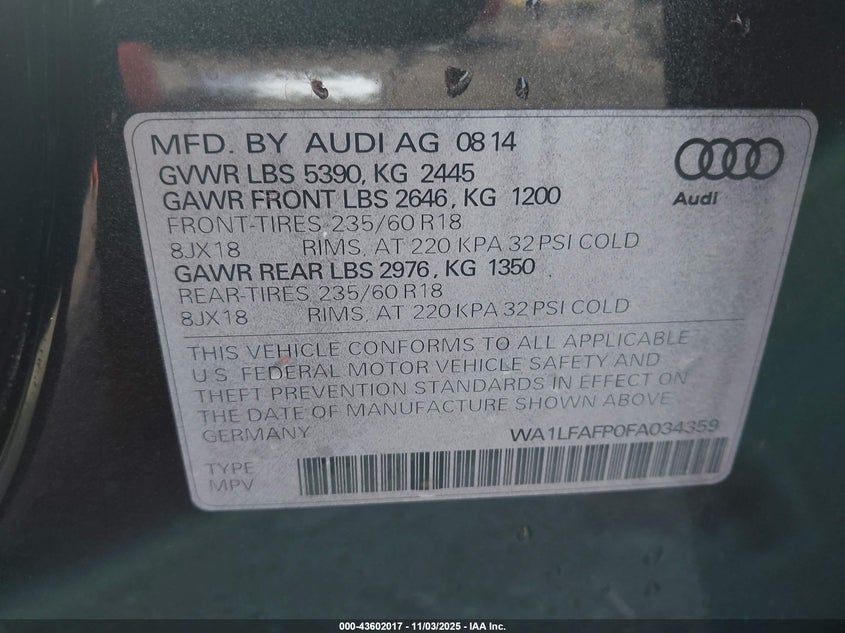 MFD. BY AUDI AG 0814
GVWR LBS 5390, KG 2445
GAWR FRONT LBS 2646, KG 1200
FRONT-TIRES 235/60 R18
8JX18 RIMS, AT 220 KPA 32 PSI COLD
GAWR REAR LBS 2976, KG 1350
REAR-TIRES 235/60 R18
8JX18 RIMS, AT 220 KPA 32 PSI COLD
Audi
THIS VEHICLE CONFORMS TO ALL APPLICABLE
U.S. FEDERAL MOTOR VEHICLE SAFETY AND
THEFT PREVENTION STANDARDS IN EFFECT ON
THE DATE OF MANUFACTURE SHOWN ABOVE.
GERMANY WA1LFAFP0FA034359
TYPE
MPV
000-43602017 - 11/03/2025 - IAA Inc.